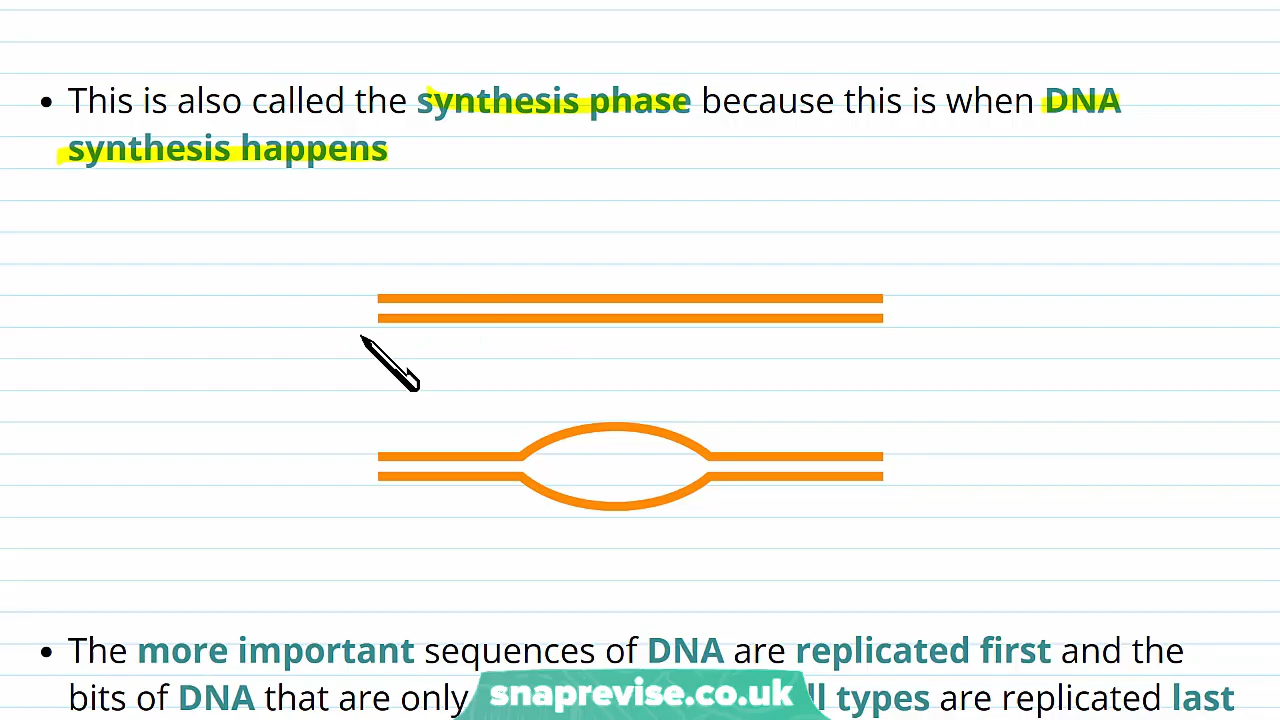 This is also called the synthesis phase because this is when DNA
synthesis happens
The more important sequences of DNA are replicated first and the
bits of DNA that are only types are replicated last
snaprevise.co.uk